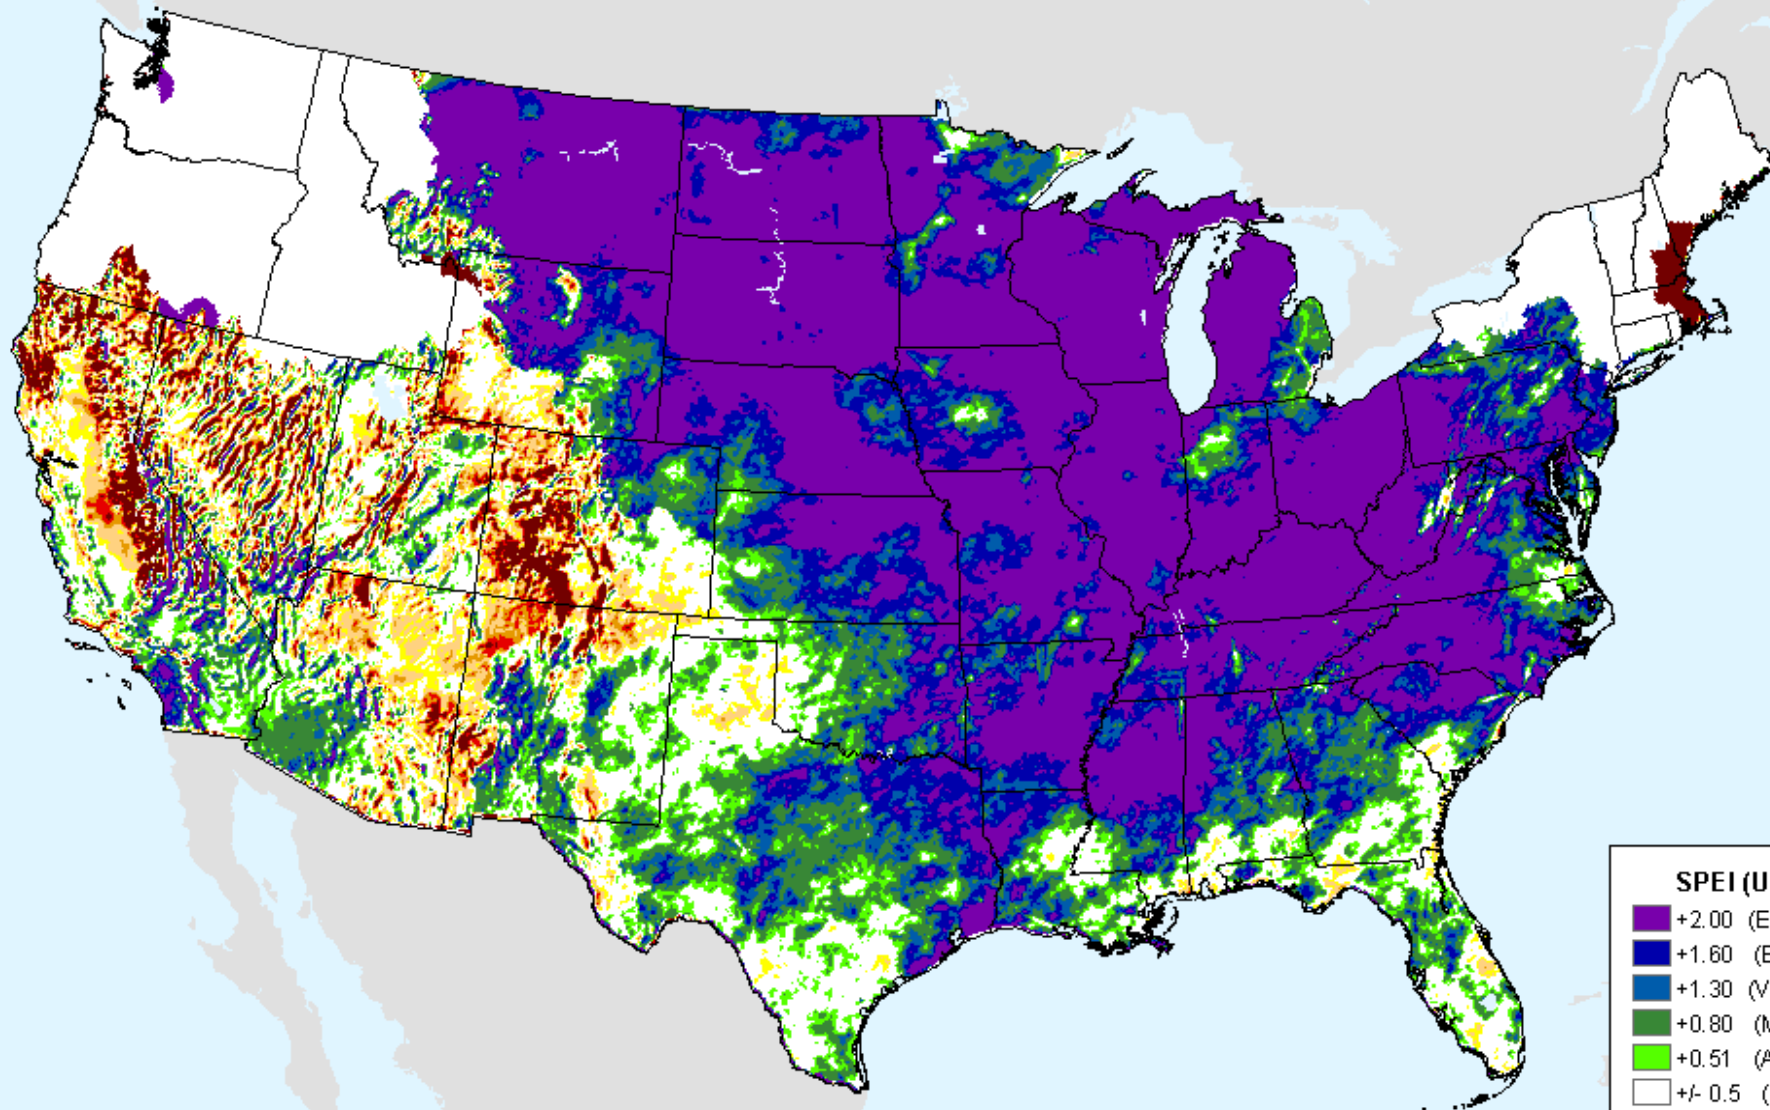 SPEI (U
+2.00 (E
+1.60 (E
+1.30 (V
+0.80 (M
+0.51 (A
+/- 0.5 (